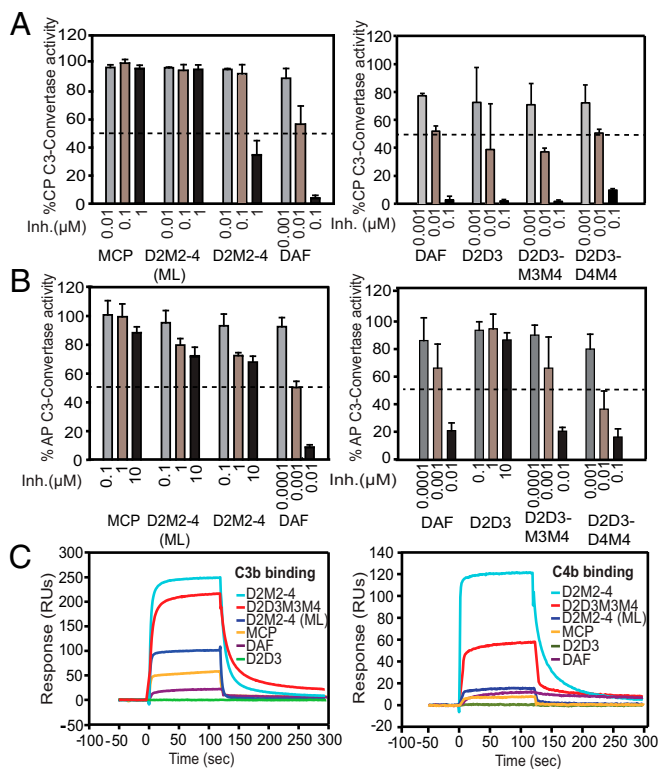 A
%CP C3-Convertase activity
120
100
80
60
40
20
0
Inh.(µM)
0.01 0.1 1 0.01 0.1 1 0.01 0.1 1 0.001 0.01 0.1
MCP D2M2-4 (ML) D2M2-4 DAF
%CP C3-Convertase activity
120
100
80
60
40
20
0
Inh.(µM)
0.001 0.01 0.1 0.001 0.01 0.1 0.001 0.01 0.1 0.001 0.01 0.1
DAF D2D3 D2D3-M3M4 D2D3-D4M4
B
% AP C3-Convertase activity
120
100
80
60
40
20
0
Inh.(µM)
0.1 1 10 0.1 1 10 0.1 1 10 0.0001 0.001 0.01
MCP D2M2-4 (ML) D2M2-4 DAF
% AP C3-Convertase activity
120
100
80
60
40
20
0
Inh.(µM)
0.0001 0.001 0.01 0.1 1 10 0.0001 0.001 0.01 0.001 0.01 0.1
DAF D2D3 D2D3-M3M4 D2D3-D4M4
C
Response (RUs)
300
250
200
150
100
50
0
-50
-100 -50 0 50 100 150 200 250 300
Time (sec)
C3b binding
D2M2-4
D2D3M3M4
D2M2-4 (ML)
MCP
DAF
D2D3
Response (RUs)
140
120
100
80
60
40
20
0
-20
-100 -50 0 50 100 150 200 250 300
Time (sec)
C4b binding
D2M2-4
D2D3M3M4
D2M2-4 (ML)
MCP
D2D3
DAF